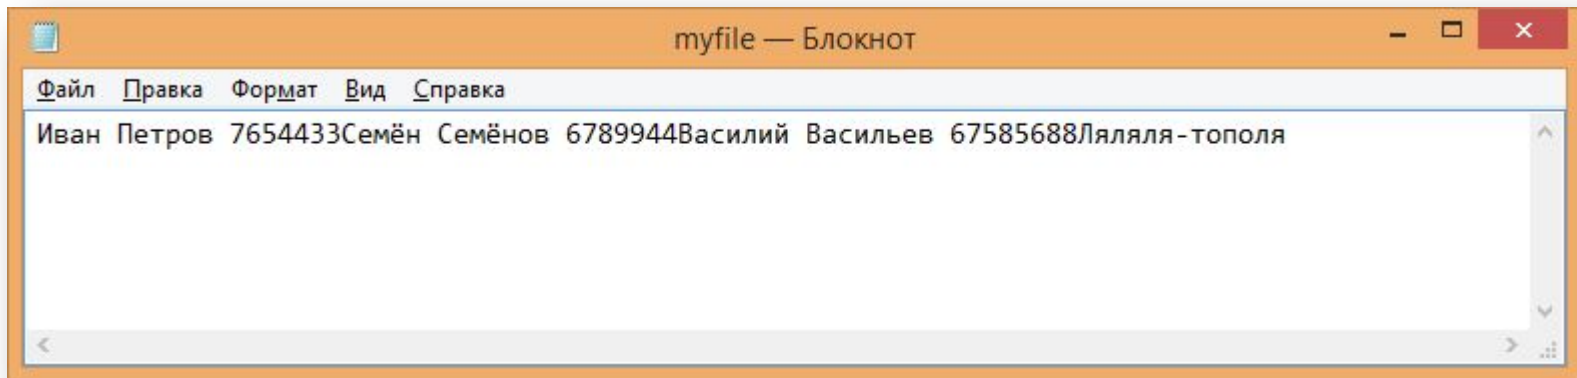 myfile — Блокнот
Файл Правка Формат Вид Справка
Иван Петров 7654433Семён Семёнов 6789944Василий Васильев 67585688Ляляля-тополя